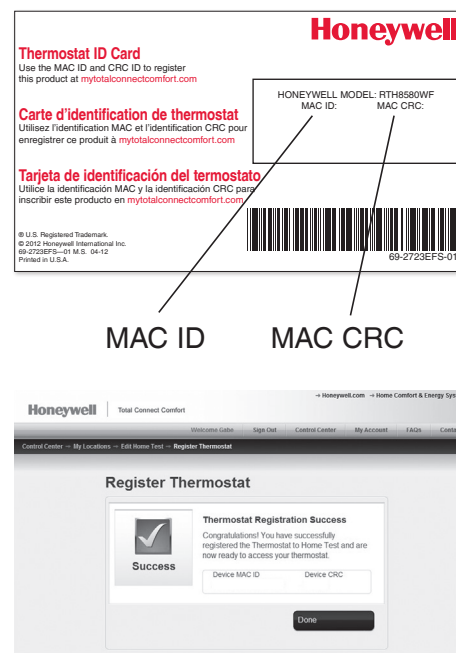 Honeywell
Thermostat ID Card
Use the MAC ID and CRC ID to register
this product at mytotalconnectcomfort.com
HONEYWELL MODEL: RTH8580WF
MAC ID: MAC CRC:
Carte d'identification de thermostat
Utilisez l'identification MAC et l'identification CRC pour
enregistrer ce produit à mytotalconnectcomfort.com
Tarjeta de identificación del termostato
Utilice la identificación MAC y la identificación CRC para
inscribir este producto en mytotalconnectcomfort.com
® U.S. Registered Trademark.
© 2012 Honeywell International Inc.
69-2723EFS—01 M.S. 04-12
Printed in U.S.A.
69-2723EFS-01
MAC ID MAC CRC
→ Honeywell.com → Home Comfort & Energy Sys
Honeywell Total Connect Comfort
Welcome Gabe Sign Out Control Center My Account FAQs Conta
Control Center → My Locations → Edit Home Test → Register Thermostat
Register Thermostat
Thermostat Registration Success
Congratulations! You have successfully
registered the Thermostat to Home Test and are
now ready to access your thermostat.
Success
Device MAC ID Device CRC
Done